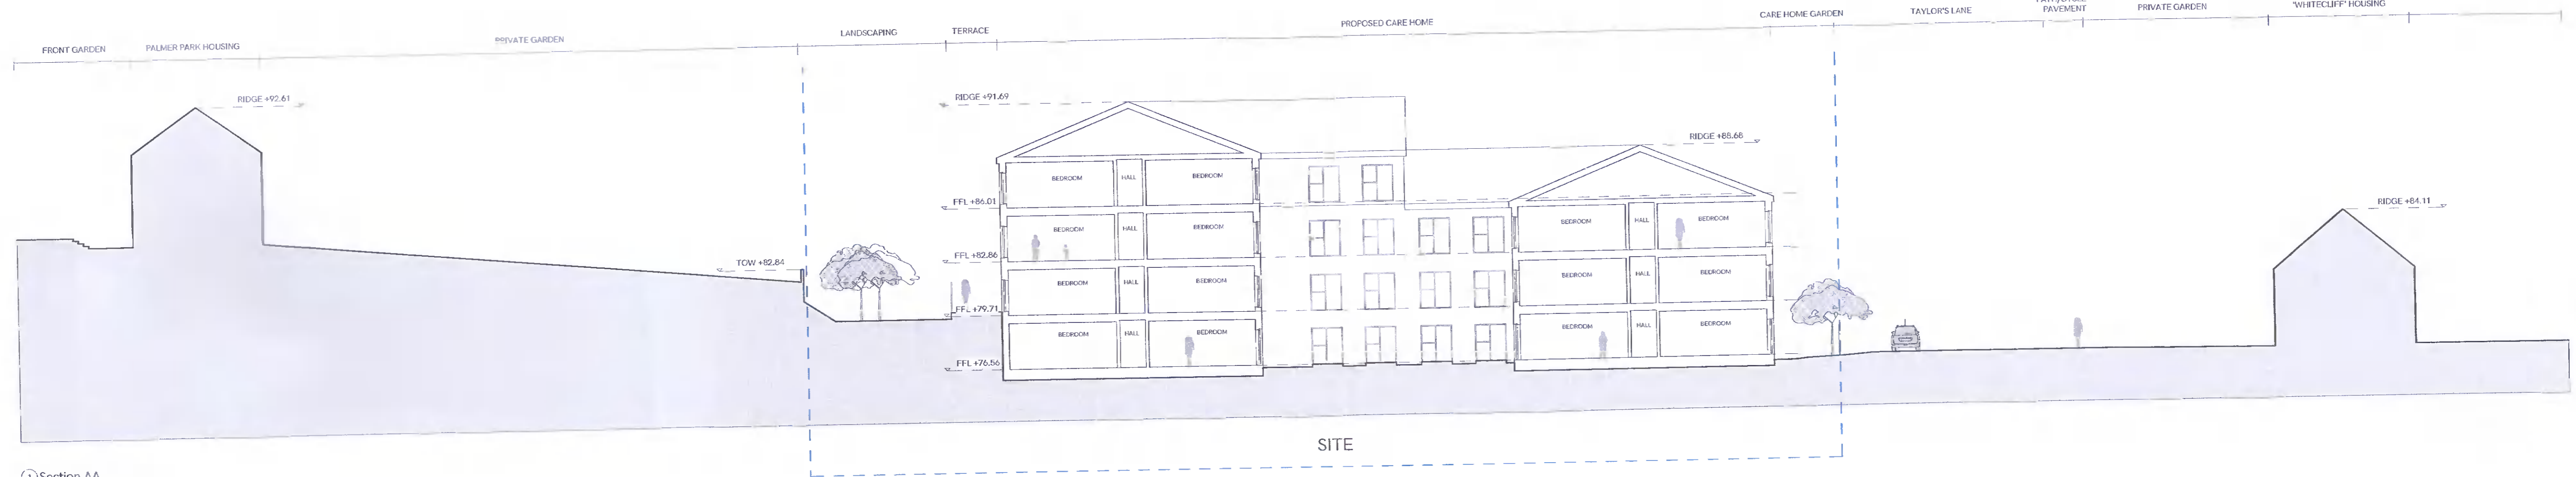 FRONT GARDEN
PALMER PARK HOUSING
PRIVATE GARDEN
LANDSCAPING
TERRACE
PROPOSED CARE HOME
CARE HOME GARDEN
TAYLOR'S LANE
PAVEMENT
PRIVATE GARDEN
'WHITECLIFF' HOUSING
RIDGE +92.61
RIDGE +91.69
RIDGE +88.68
RIDGE +84.11
TOW +82.84
FFL +86.01
FFL +82.86
FFL +79.71
FFL +76.56
BEDROOM HALL BEDROOM
BEDROOM HALL BEDROOM
BEDROOM HALL BEDROOM
BEDROOM HALL BEDROOM
BEDROOM HALL BEDROOM
BEDROOM HALL BEDROOM
BEDROOM HALL BEDROOM
SITE
1 Section AA